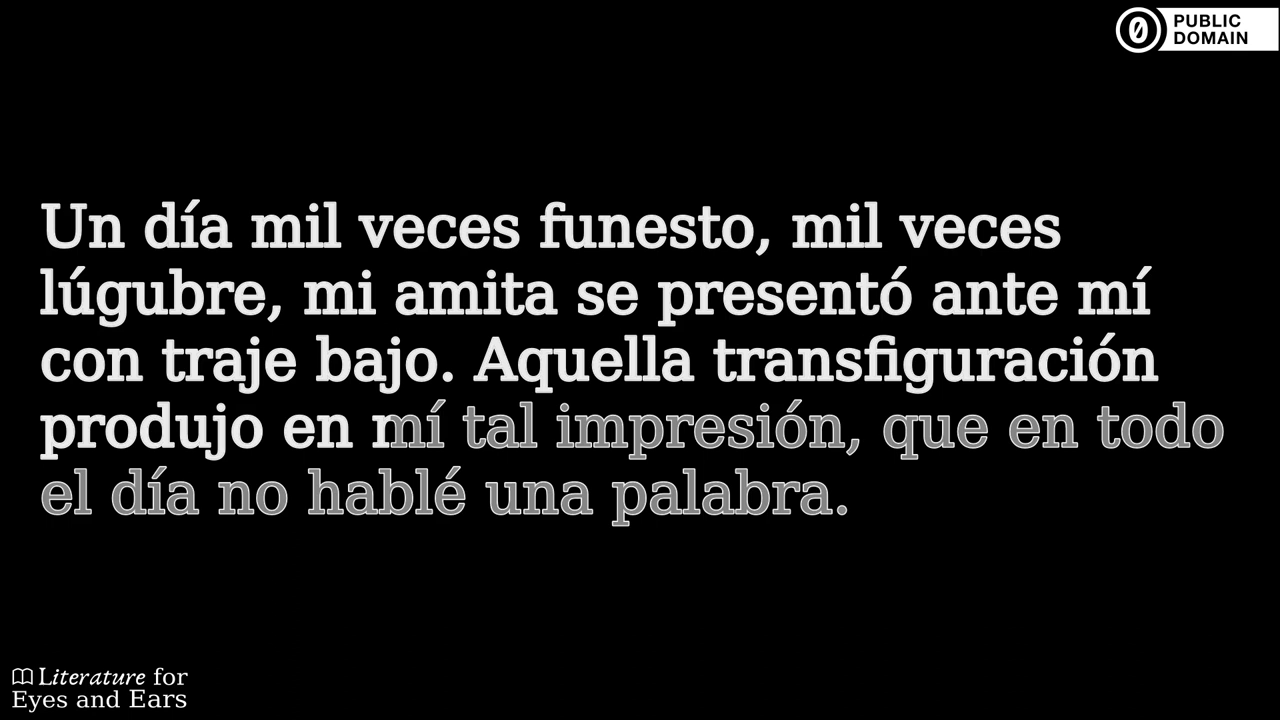 PUBLIC
DOMAIN
Un día mil veces funesto, mil veces
lúgubre, mi amita se presentó ante mí
con traje bajo. Aquella transfiguración
produjo en mí tal impresión, que en todo
el día no hablé una palabra.
Literature for
Eyes and Ears